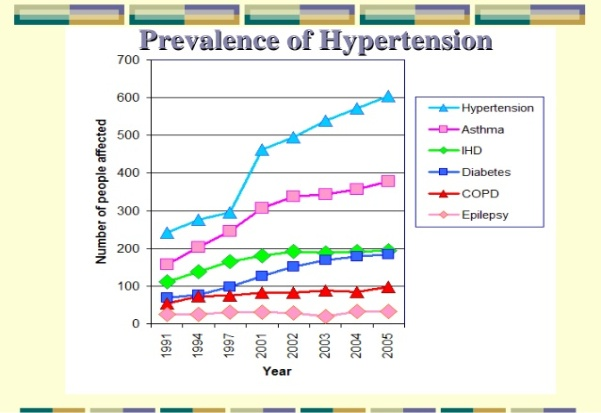 Prevalence of Hypertension
700
600
500
400
300
200
100
0
Number of people affected
1991
1994
1997
2001
2002
2003
2004
2005
Year
Hypertension
Asthma
IHD
Diabetes
COPD
Epilepsy